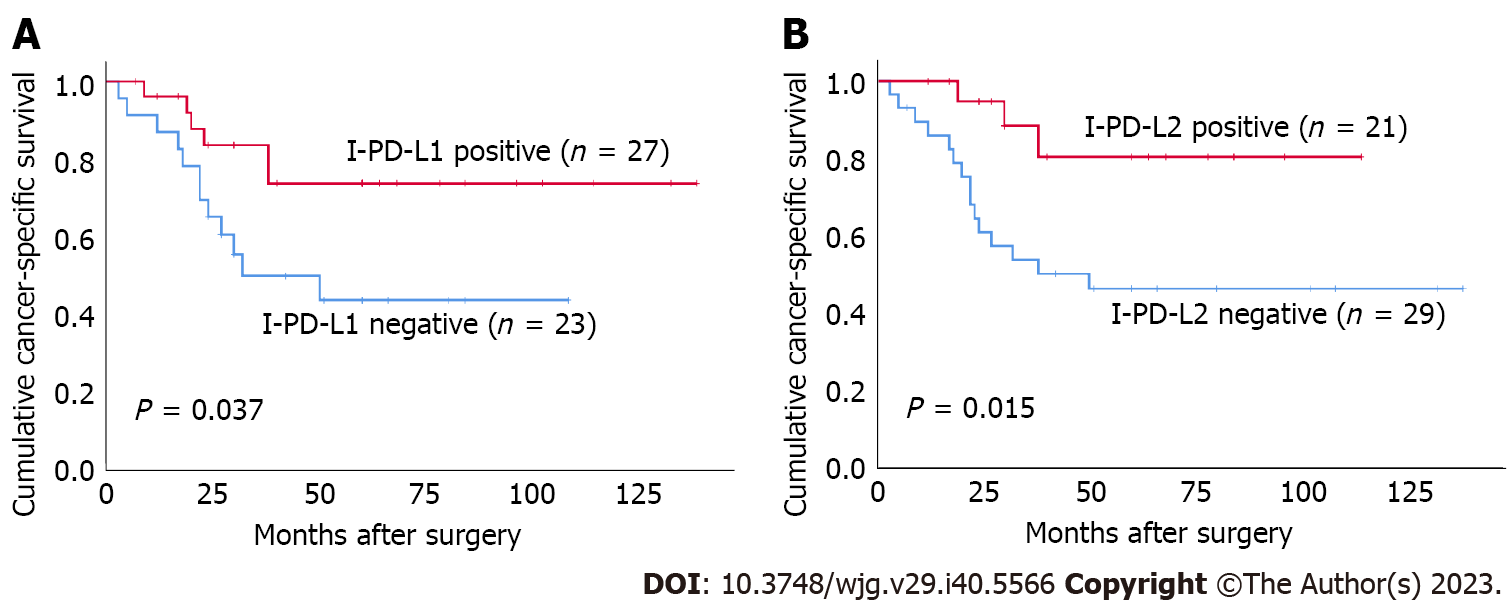 A
Cumulative cancer-specific survival
1.0
0.8
0.6
0.4
0.2
0.0
I-PD-L1 positive (n = 27)
I-PD-L1 negative (n = 23)
P = 0.037
0 25 50 75 100 125
Months after surgery
B
Cumulative cancer-specific survival
1.0
0.8
0.6
0.4
0.2
0.0
I-PD-L2 positive (n = 21)
I-PD-L2 negative (n = 29)
P = 0.015
0 25 50 75 100 125
Months after surgery
DOI: 10.3748/wjg.v29.i40.5566 Copyright ©The Author(s) 2023.